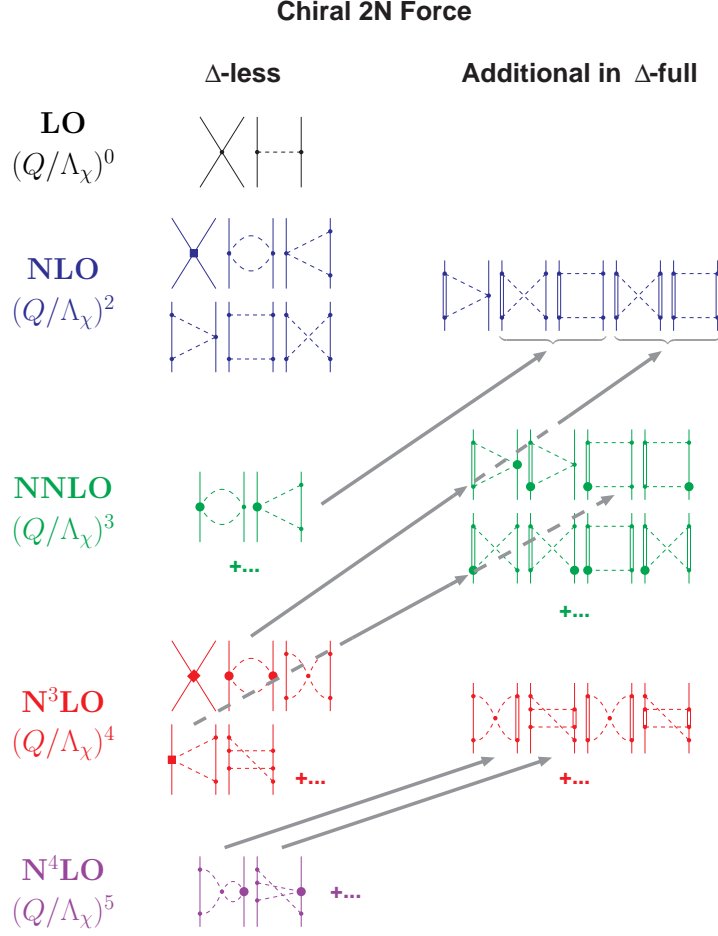 Chiral 2N Force
Δ-less
Additional in Δ-full
LO
(Q/Λχ)⁰
NLO
(Q/Λχ)²
NNLO
(Q/Λχ)³
+...
+...
N³LO
(Q/Λχ)⁴
+...
+...
N⁴LO
(Q/Λχ)⁵
+...